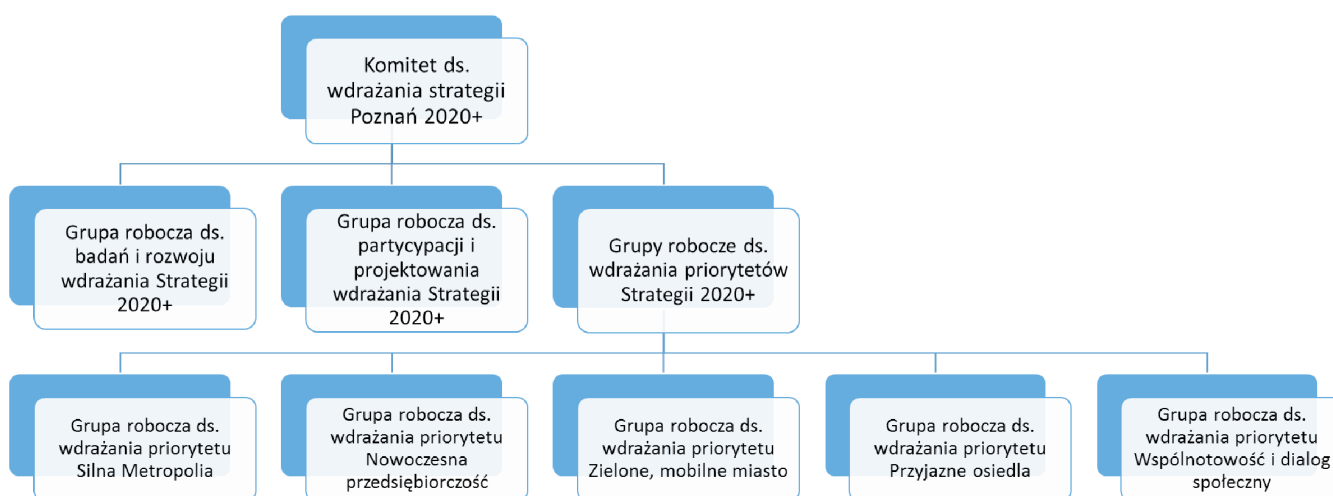 Komitet ds.
wdrażania strategii
Poznań 2020+
Grupa robocza ds.
badań i rozwoju
wdrażania Strategii
2020+
Grupa robocza ds.
partycypacji i
projektowania
wdrażania Strategii
2020+
Grupy robocze ds.
wdrażania priorytetów
Strategii 2020+
Grupa robocza ds.
wdrażania priorytetu
Silna Metropolia
Grupa robocza ds.
wdrażania priorytetu
Nowoczesna
przedsiębiorczość
Grupa robocza ds.
wdrażania priorytetu
Zielone, mobilne miasto
Grupa robocza ds.
wdrażania priorytetu
Przyjazne osiedla
Grupa robocza ds.
wdrażania priorytetu
Wspólnotowość i dialog
społeczny